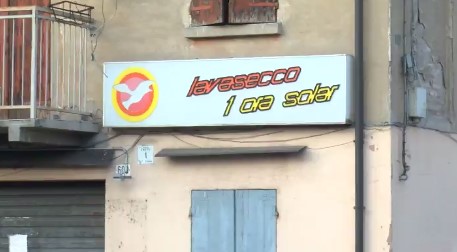 lavasecco
1 ora solar